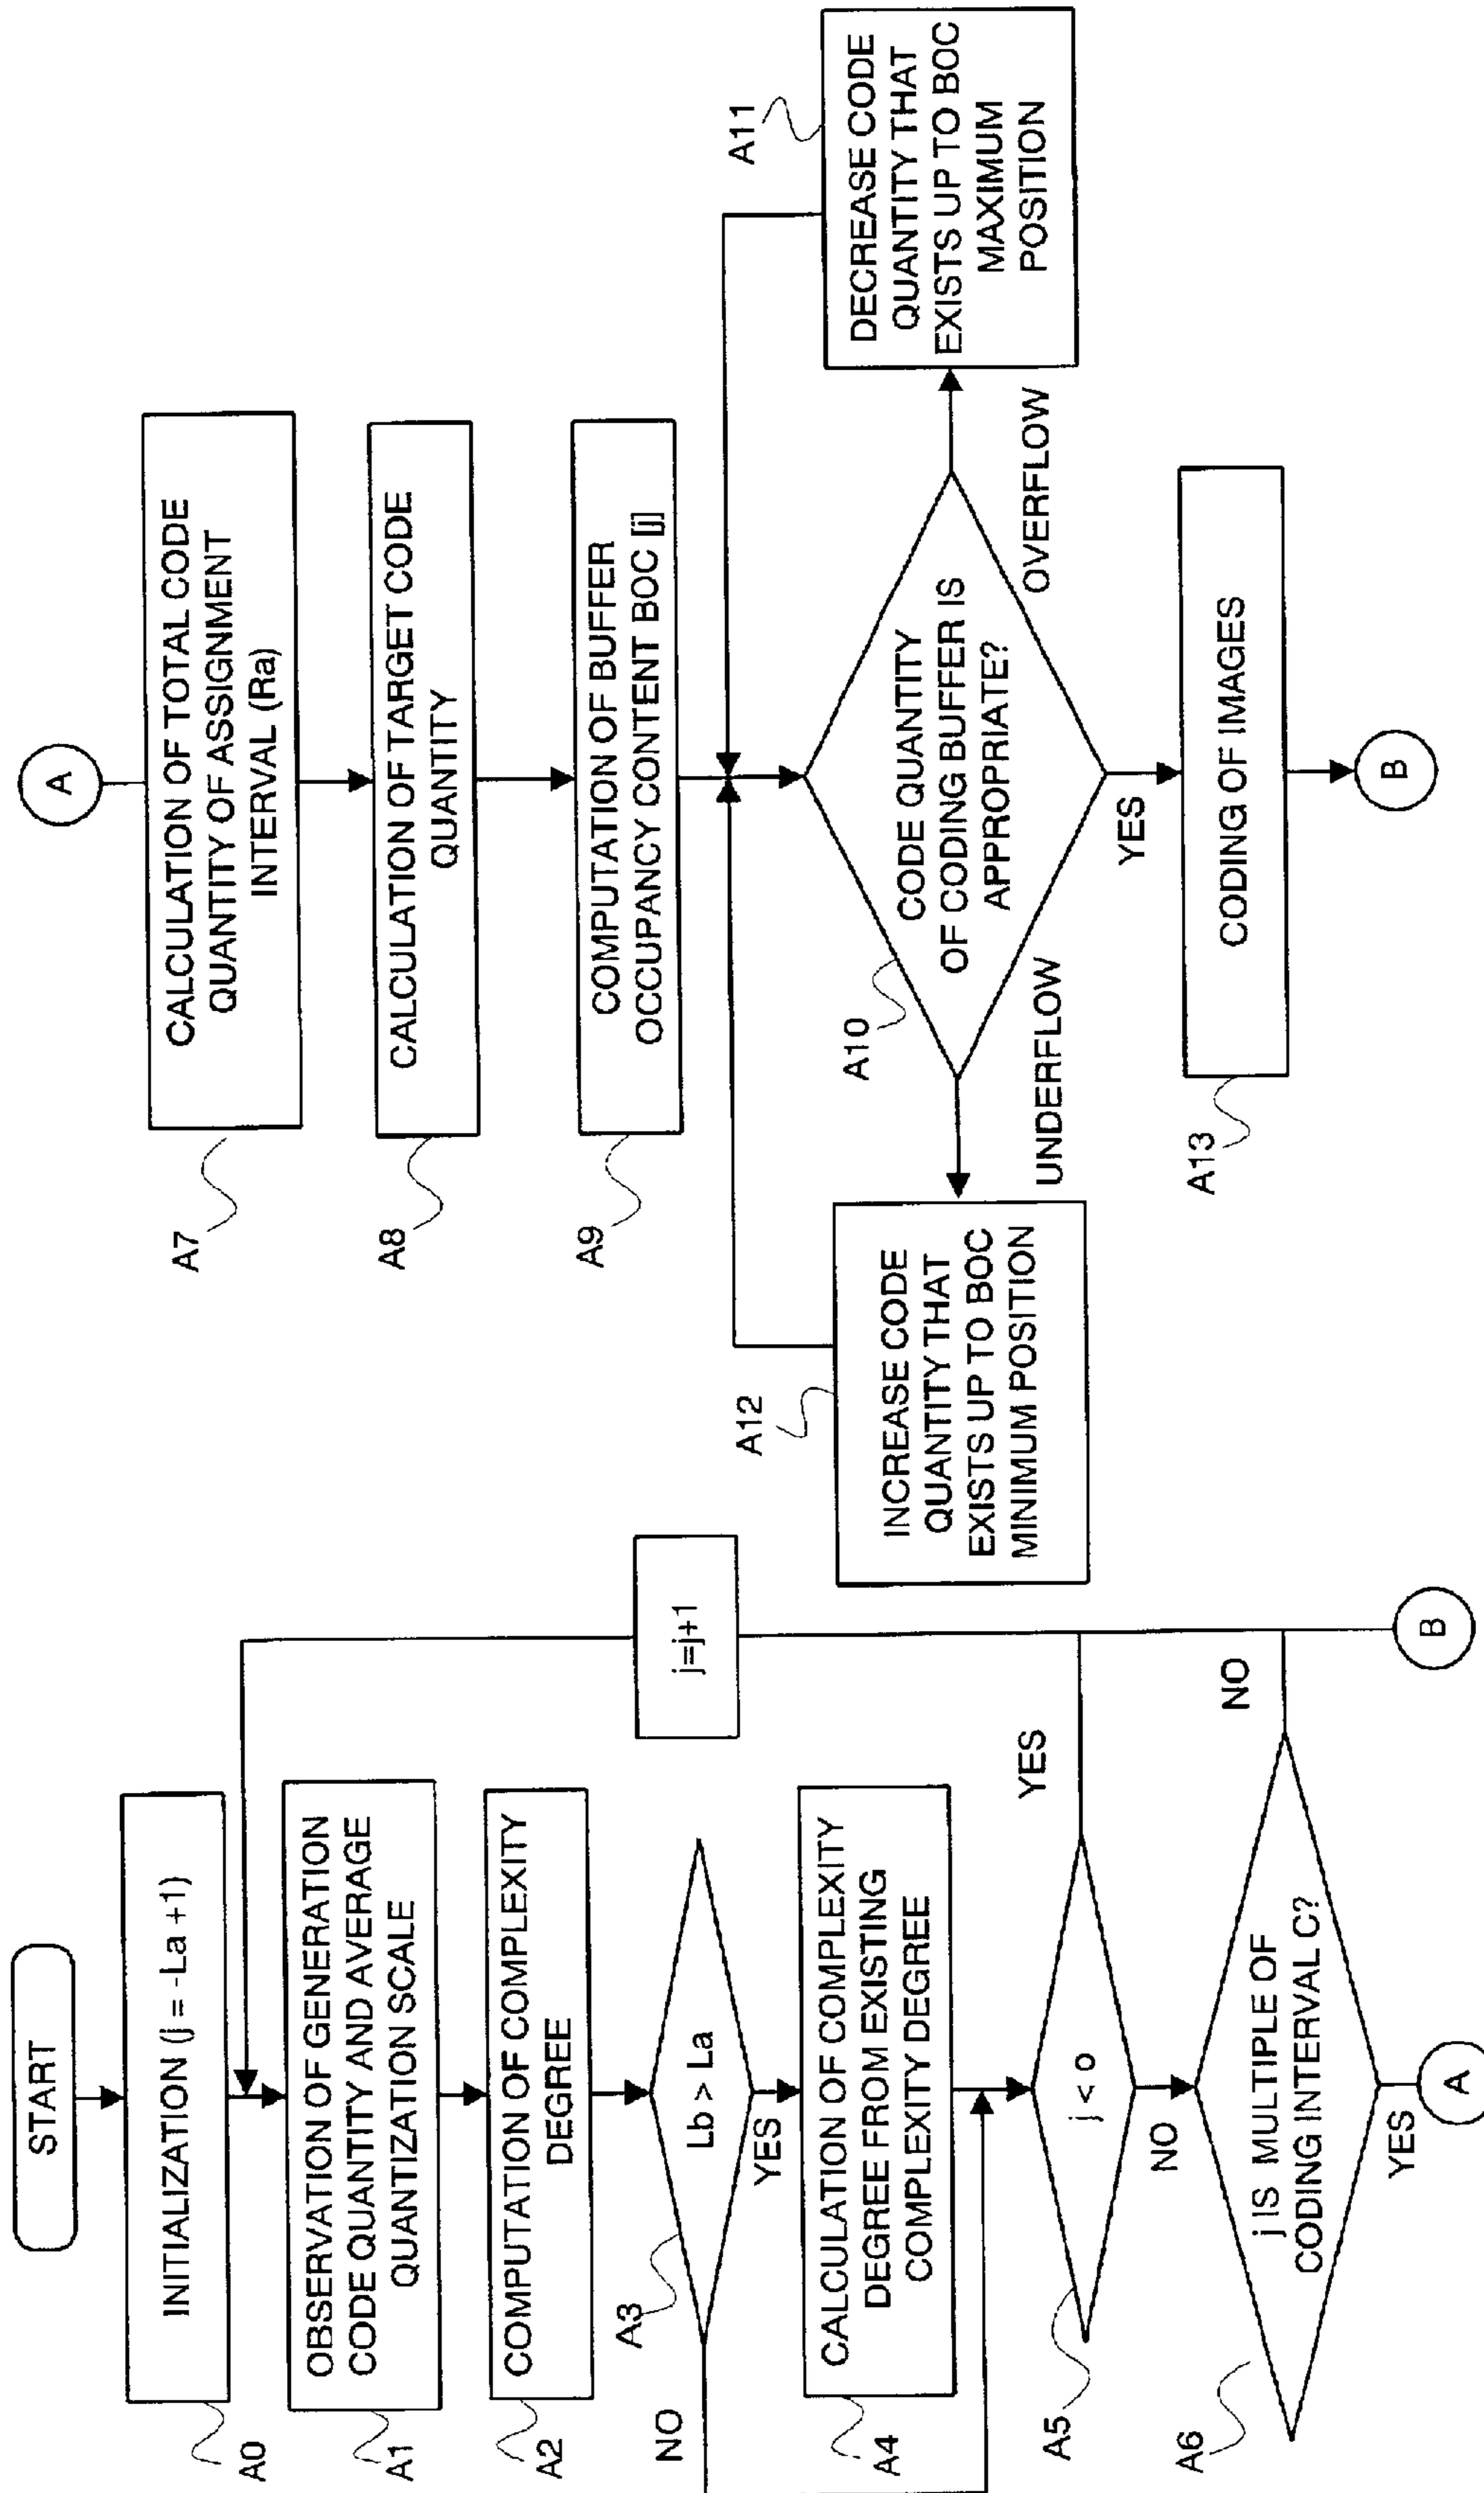 START
INITIALIZATION (j = -La +1)
A0
OBSERVATION OF GENERATION
CODE QUANTITY AND AVERAGE
QUANTIZATION SCALE
A1
COMPUTATION OF COMPLEXITY
DEGREE
A2
Lb > La
A3
NO
YES
CALCULATION OF COMPLEXITY
DEGREE FROM EXISTING
COMPLEXITY DEGREE
A4
j < o
A5
YES
NO
j IS MULTIPLE OF
CODING INTERVAL C?
A6
NO
YES
A
j=j+1
B
A
CALCULATION OF TOTAL CODE
QUANTITY OF ASSIGNMENT
INTERVAL (Ra)
A7
CALCULATION OF TARGET CODE
QUANTITY
A8
COMPUTATION OF BUFFER
OCCUPANCY CONTENT BOC [j]
A9
CODE QUANTITY
OF CODING BUFFER IS
APPROPRIATE?
A10
UNDERFLOW
OVERFLOW
YES
DECREASE CODE
QUANTITY THAT
EXISTS UP TO BOC
MAXIMUM
POSITION
A11
INCREASE CODE
QUANTITY THAT
EXISTS UP TO BOC
MINIMUM POSITION
A12
CODING OF IMAGES
A13
B